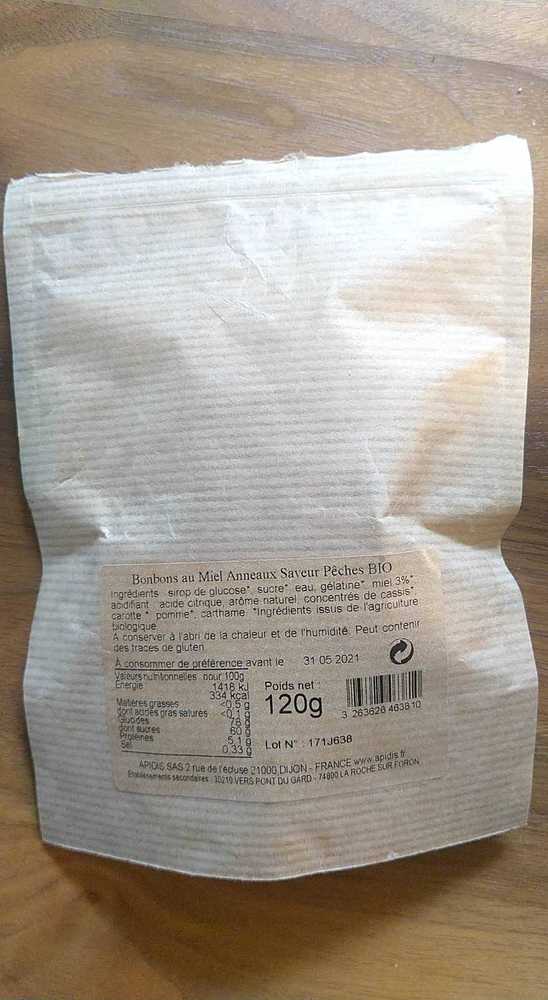 Bonbons au Miel Anneaux Saveur Pêches BIO
Ingrédients sirop de glucose*, sucre*, eau, gélatine*, miel 3%*
acidifiant acide citrique, arôme naturel, concentrés de cassis*,
carotte * pomme*, carthame. *Ingrédients issus de l'agriculture
biologique
A conserver à l'abri de la chaleur et de l'humidité. Peut contenir
des traces de gluten
A consommer de préférence avant le 31 05 2021
Valeurs nutritionnelles pour 100g
Energie 1418 kJ
334 kcal
Matières grasses <0.5 g
dont acides gras saturés <0.1 g
Glucides 78 g
dont sucres 60 g
Protéines 5.1 g
Sel 0.33 g
Poids net :
120g
3 263628 463810
Lot N° : 171J638
APIDIS SAS 2 rue de l'écluse 21000 DIJON - FRANCE www.apidis.fr
Etablissements secondaires : 30210 VERS PONT DU GARD - 74800 LA ROCHE SUR FORON